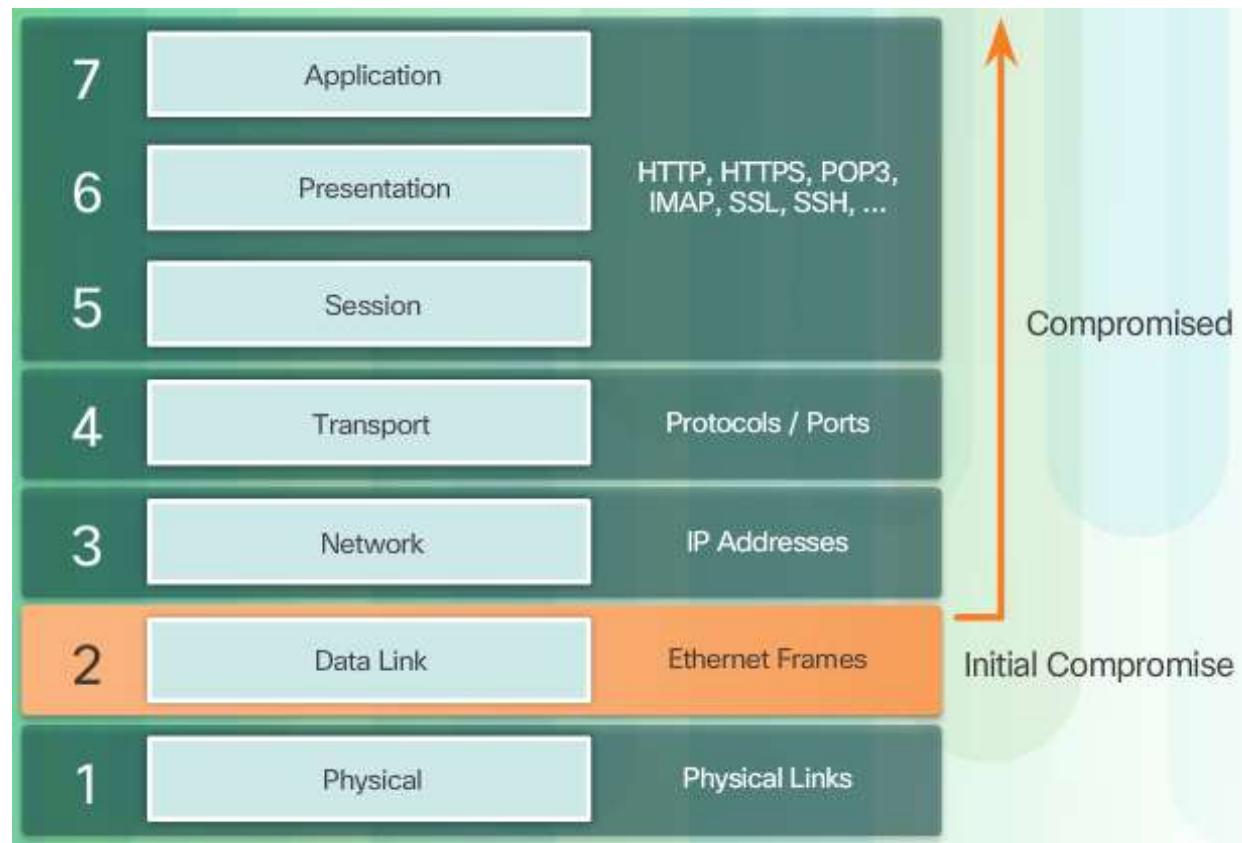 7
Application
6
Presentation
HTTP, HTTPS, POP3,
IMAP, SSL, SSH, ...
5
Session
Compromised
4
Transport
Protocols / Ports
3
Network
IP Addresses
2
Data Link
Ethernet Frames
Initial Compromise
1
Physical
Physical Links